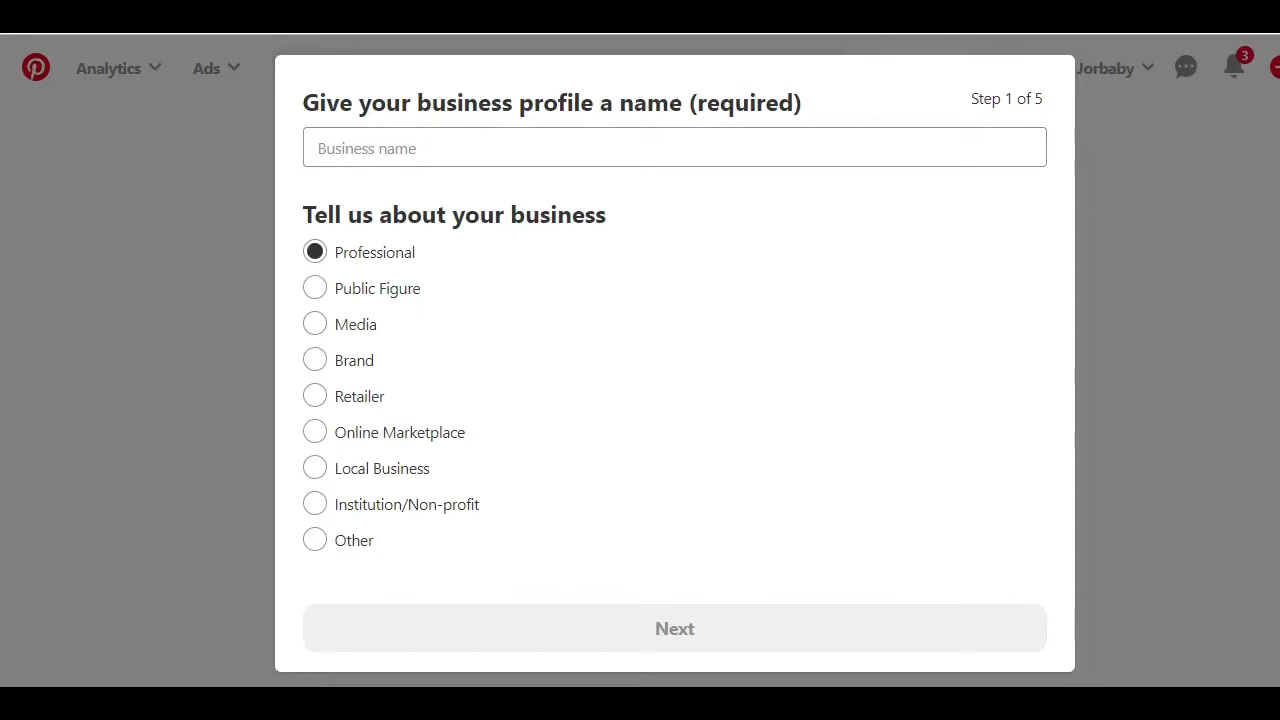 Analytics
Ads
Jorbaby
3
Give your business profile a name (required)
Step 1 of 5
Business name
Tell us about your business
Professional
Public Figure
Media
Brand
Retailer
Online Marketplace
Local Business
Institution/Non-profit
Other
Next